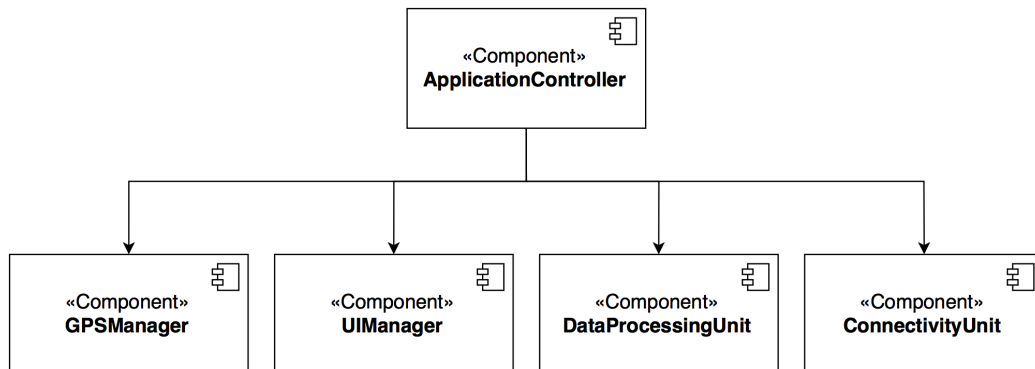 «Component»
ApplicationController
«Component»
GPSManager
«Component»
UIManager
«Component»
DataProcessingUnit
«Component»
ConnectivityUnit